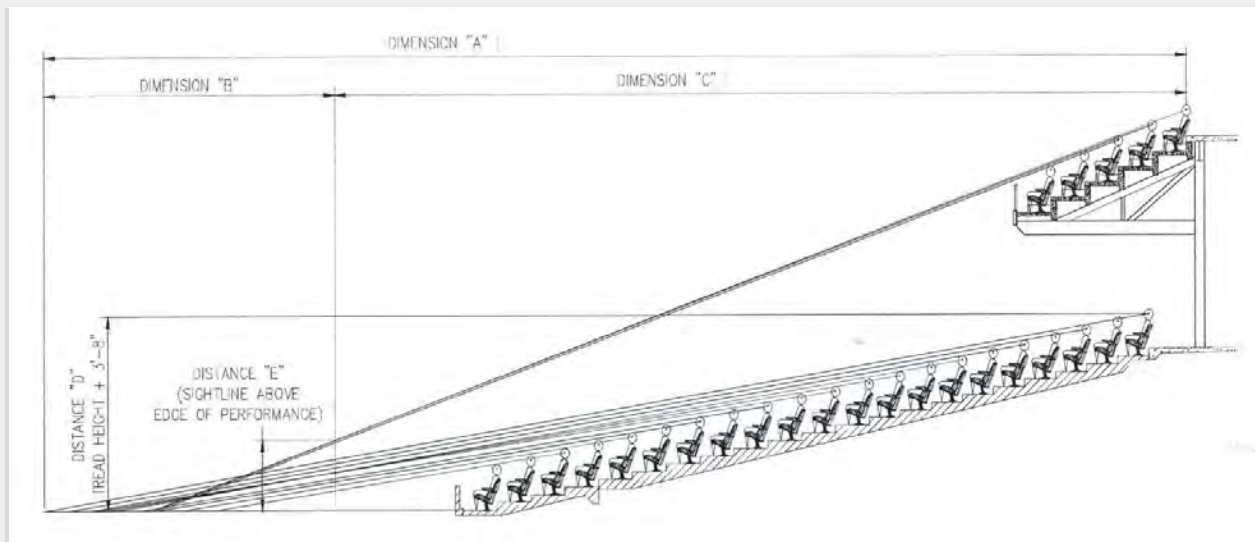 DIMENSION "A"
DIMENSION "B"
DIMENSION "C"
DISTANCE "D"
TREAD HEIGHT + 3'-8"
DISTANCE "E"
(SIGHTLINE ABOVE
EDGE OF PERFORMANCE)